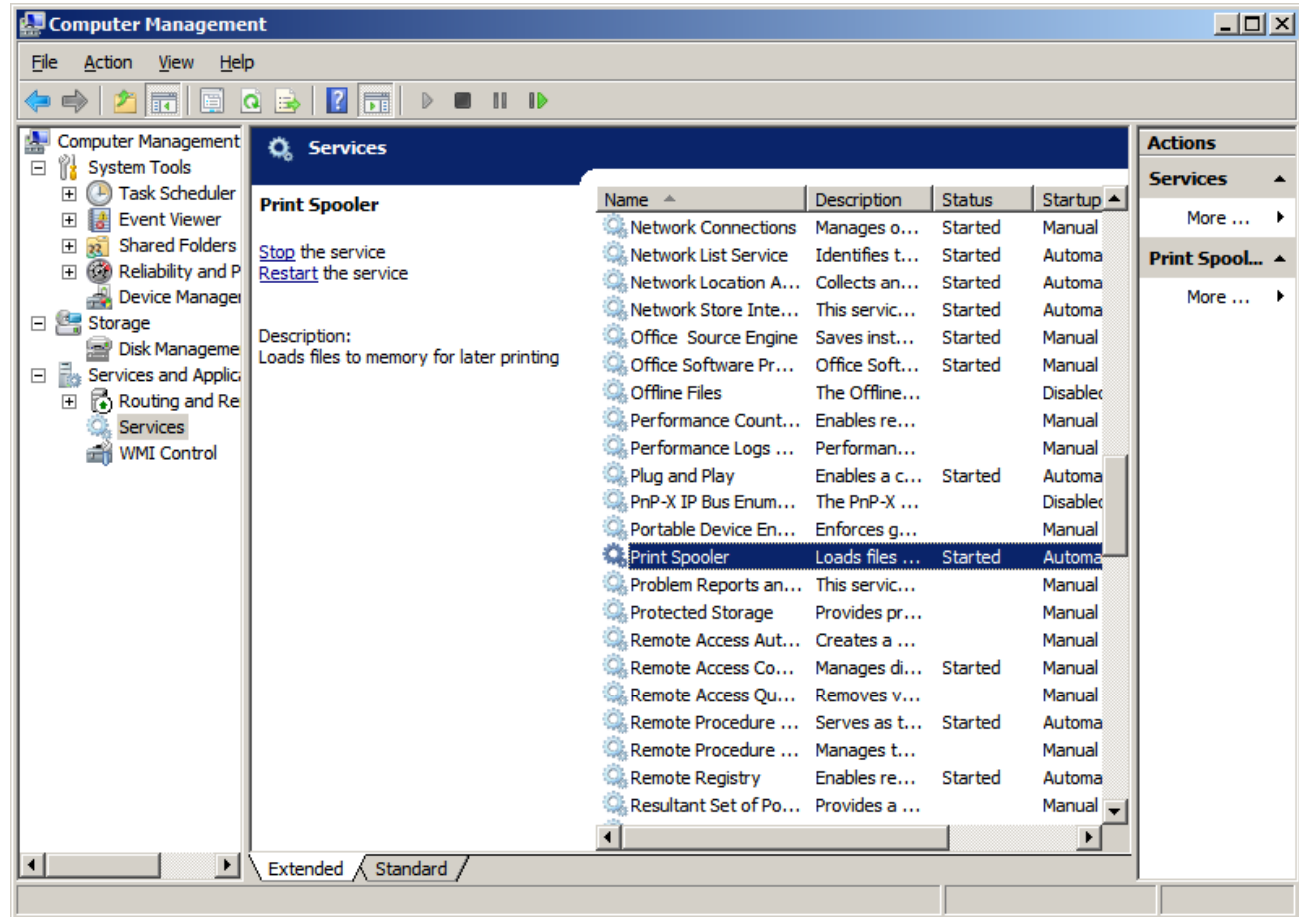 Computer Management
File Action View Help
Computer Management
System Tools
Task Scheduler
Event Viewer
Shared Folders
Reliability and P
Device Manager
Storage
Disk Manageme
Services and Applic
Routing and Re
Services
WMI Control
Services
Print Spooler
Stop the service
Restart the service
Description:
Loads files to memory for later printing
Name Description Status Startup
Network Connections Manages o... Started Manual
Network List Service Identifies t... Started Automa
Network Location A... Collects an... Started Automa
Network Store Inte... This servic... Started Automa
Office Source Engine Saves inst... Started Manual
Office Software Pr... Office Soft... Started Manual
Offline Files The Offline... Disabled
Performance Count... Enables re... Manual
Performance Logs ... Performan... Manual
Plug and Play Enables a c... Started Automa
PnP-X IP Bus Enum... The PnP-X ... Disabled
Portable Device En... Enforces g... Manual
Print Spooler Loads files ... Started Automa
Problem Reports an... This servic... Manual
Protected Storage Provides pr... Manual
Remote Access Aut... Creates a ... Manual
Remote Access Co... Manages di... Started Manual
Remote Access Qu... Removes v... Manual
Remote Procedure ... Serves as t... Started Automa
Remote Procedure ... Manages t... Manual
Remote Registry Enables re... Started Automa
Resultant Set of Po... Provides a ... Manual
Extended Standard
Actions
Services
More ...
Print Spool...
More ...